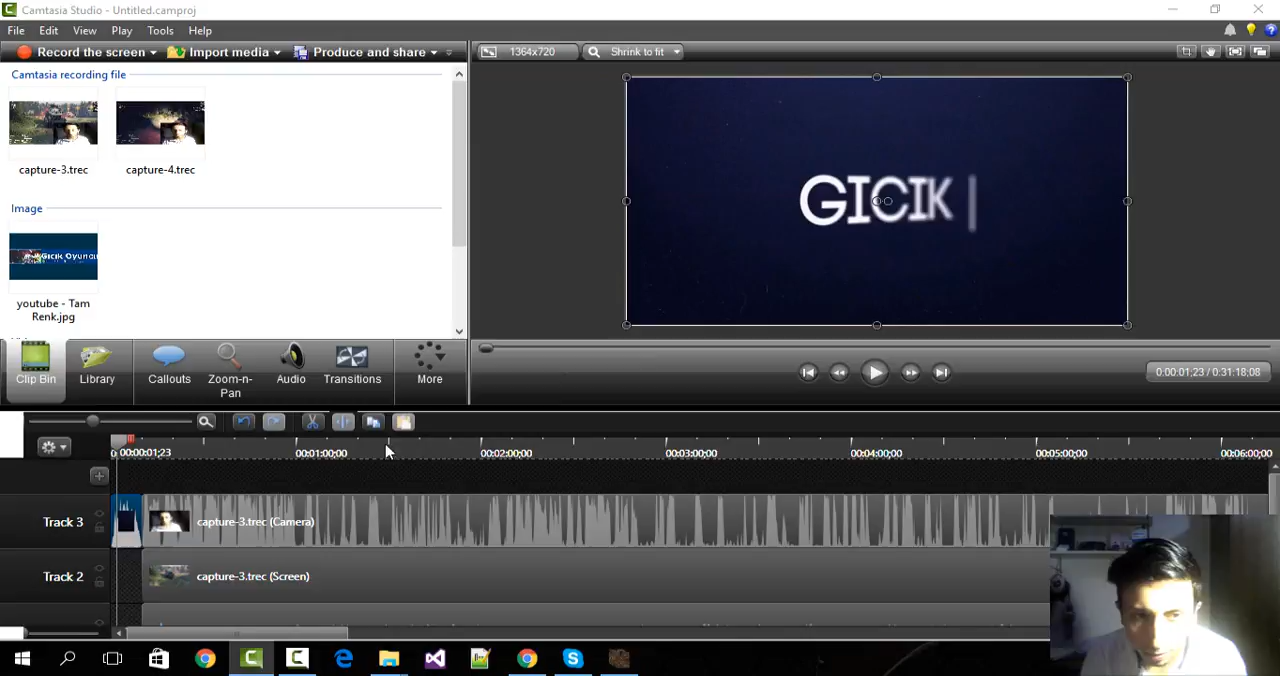 Camtasia Studio - Untitled.camproj
File Edit View Play Tools Help
Record the screen Import media Produce and share
1364x720 Shrink to fit
Camtasia recording file
capture-3.trec capture-4.trec
Image
Gıcık Oyuncu
youtube - Tam
Renk.jpg
GICIK
Clip Bin Library Callouts Zoom-n-
Pan Audio Transitions More
0:00:01;23 / 0:31:18;08
00:00:01;23 00:01:00;00 00:02:00;00 00:03:00;00 00:04:00;00 00:05:00;00 00:06:00;00
Track 3 capture-3.trec (Camera)
Track 2 capture-3.trec (Screen)